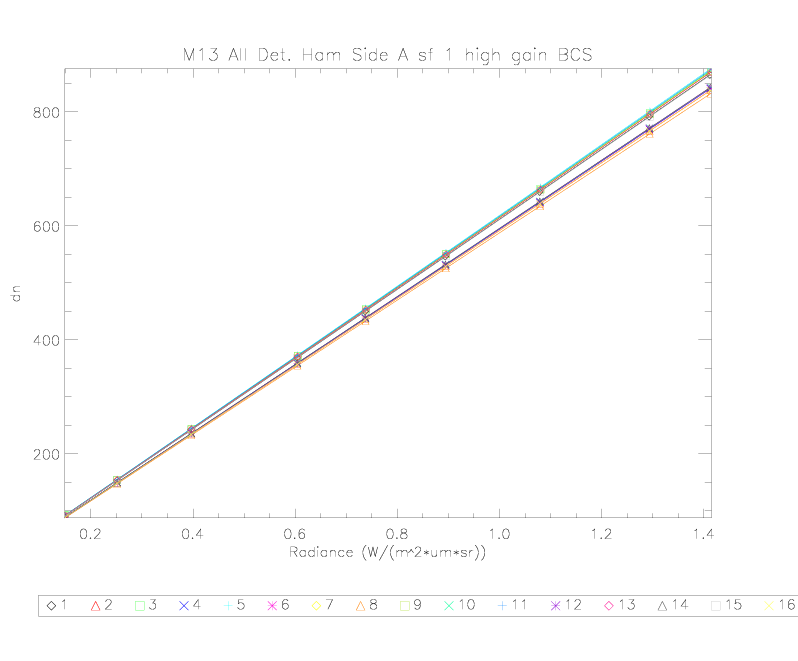 M13 All Det. Ham Side A sf 1 high gain BCS
800
600
400
200
dn
0.2 0.4 0.6 0.8 1.0 1.2 1.4
Radiance (W/(m^2*um*sr))
1 2 3 4 5 6 7 8 9 10 11 12 13 14 15 16